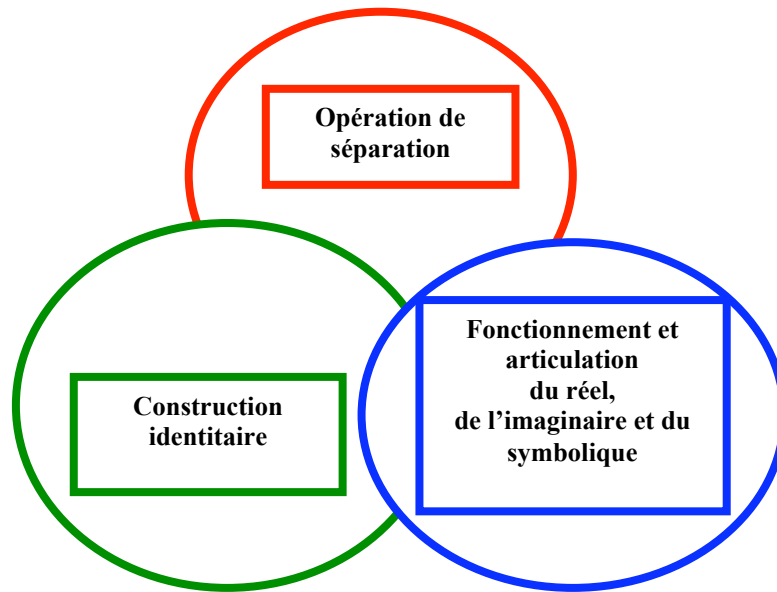 Opération de
séparation
Construction
identitaire
Fonctionnement et
articulation
du réel,
de l’imaginaire et du
symbolique